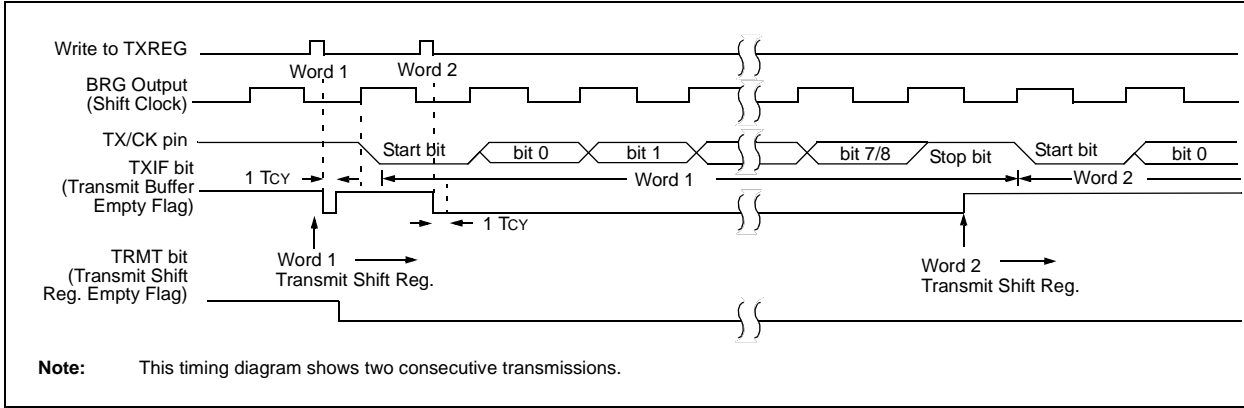 Write to TXREG
Word 1
Word 2
BRG Output
(Shift Clock)
TX/CK pin
Start bit
bit 0
bit 1
bit 7/8
Stop bit
Start bit
bit 0
TXIF bit
(Transmit Buffer
Empty Flag)
1 TCY
Word 1
Word 2
1 TCY
TRMT bit
(Transmit Shift
Reg. Empty Flag)
Word 1
Transmit Shift Reg.
Word 2
Transmit Shift Reg.
Note: This timing diagram shows two consecutive transmissions.